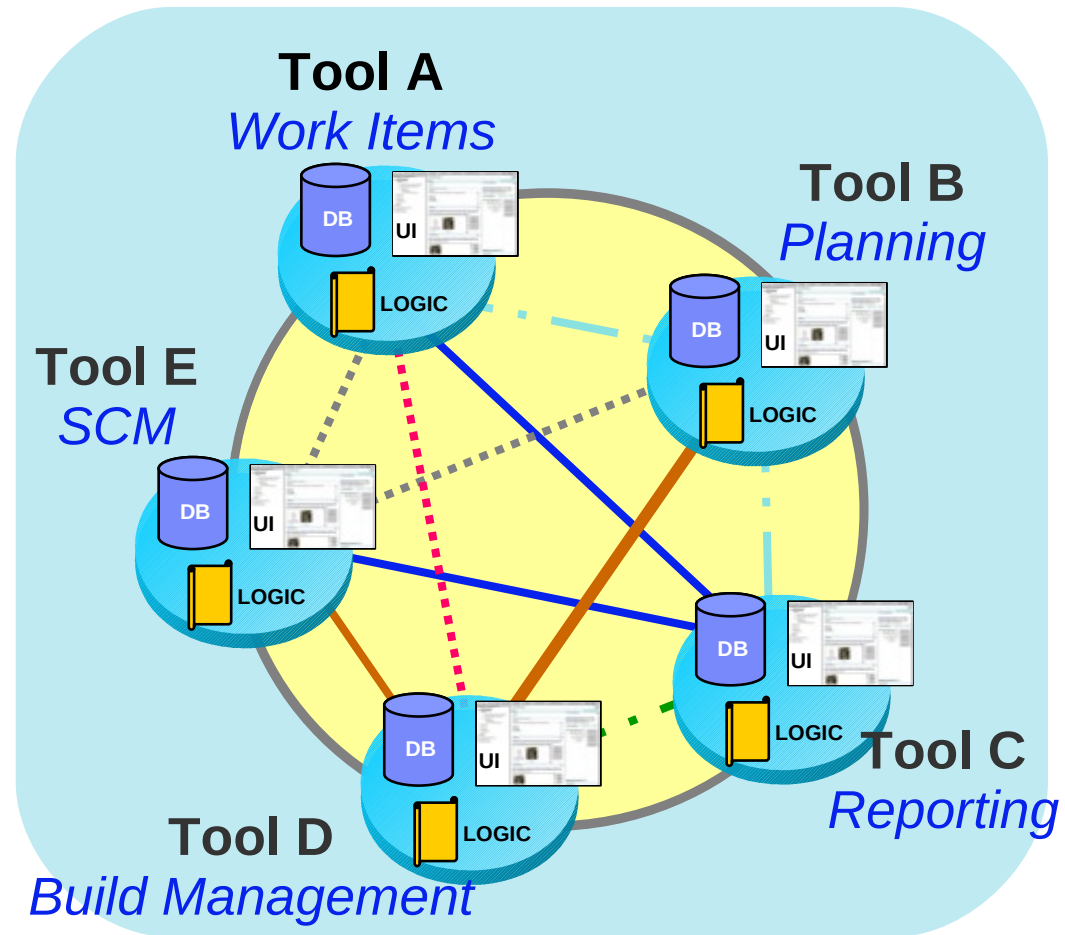 Tool A
Work Items
DB
UI
LOGIC
Tool B
Planning
DB
UI
LOGIC
Tool E
SCM
DB
UI
LOGIC
DB
UI
LOGIC
Tool C
Reporting
DB
UI
LOGIC
Tool D
Build Management